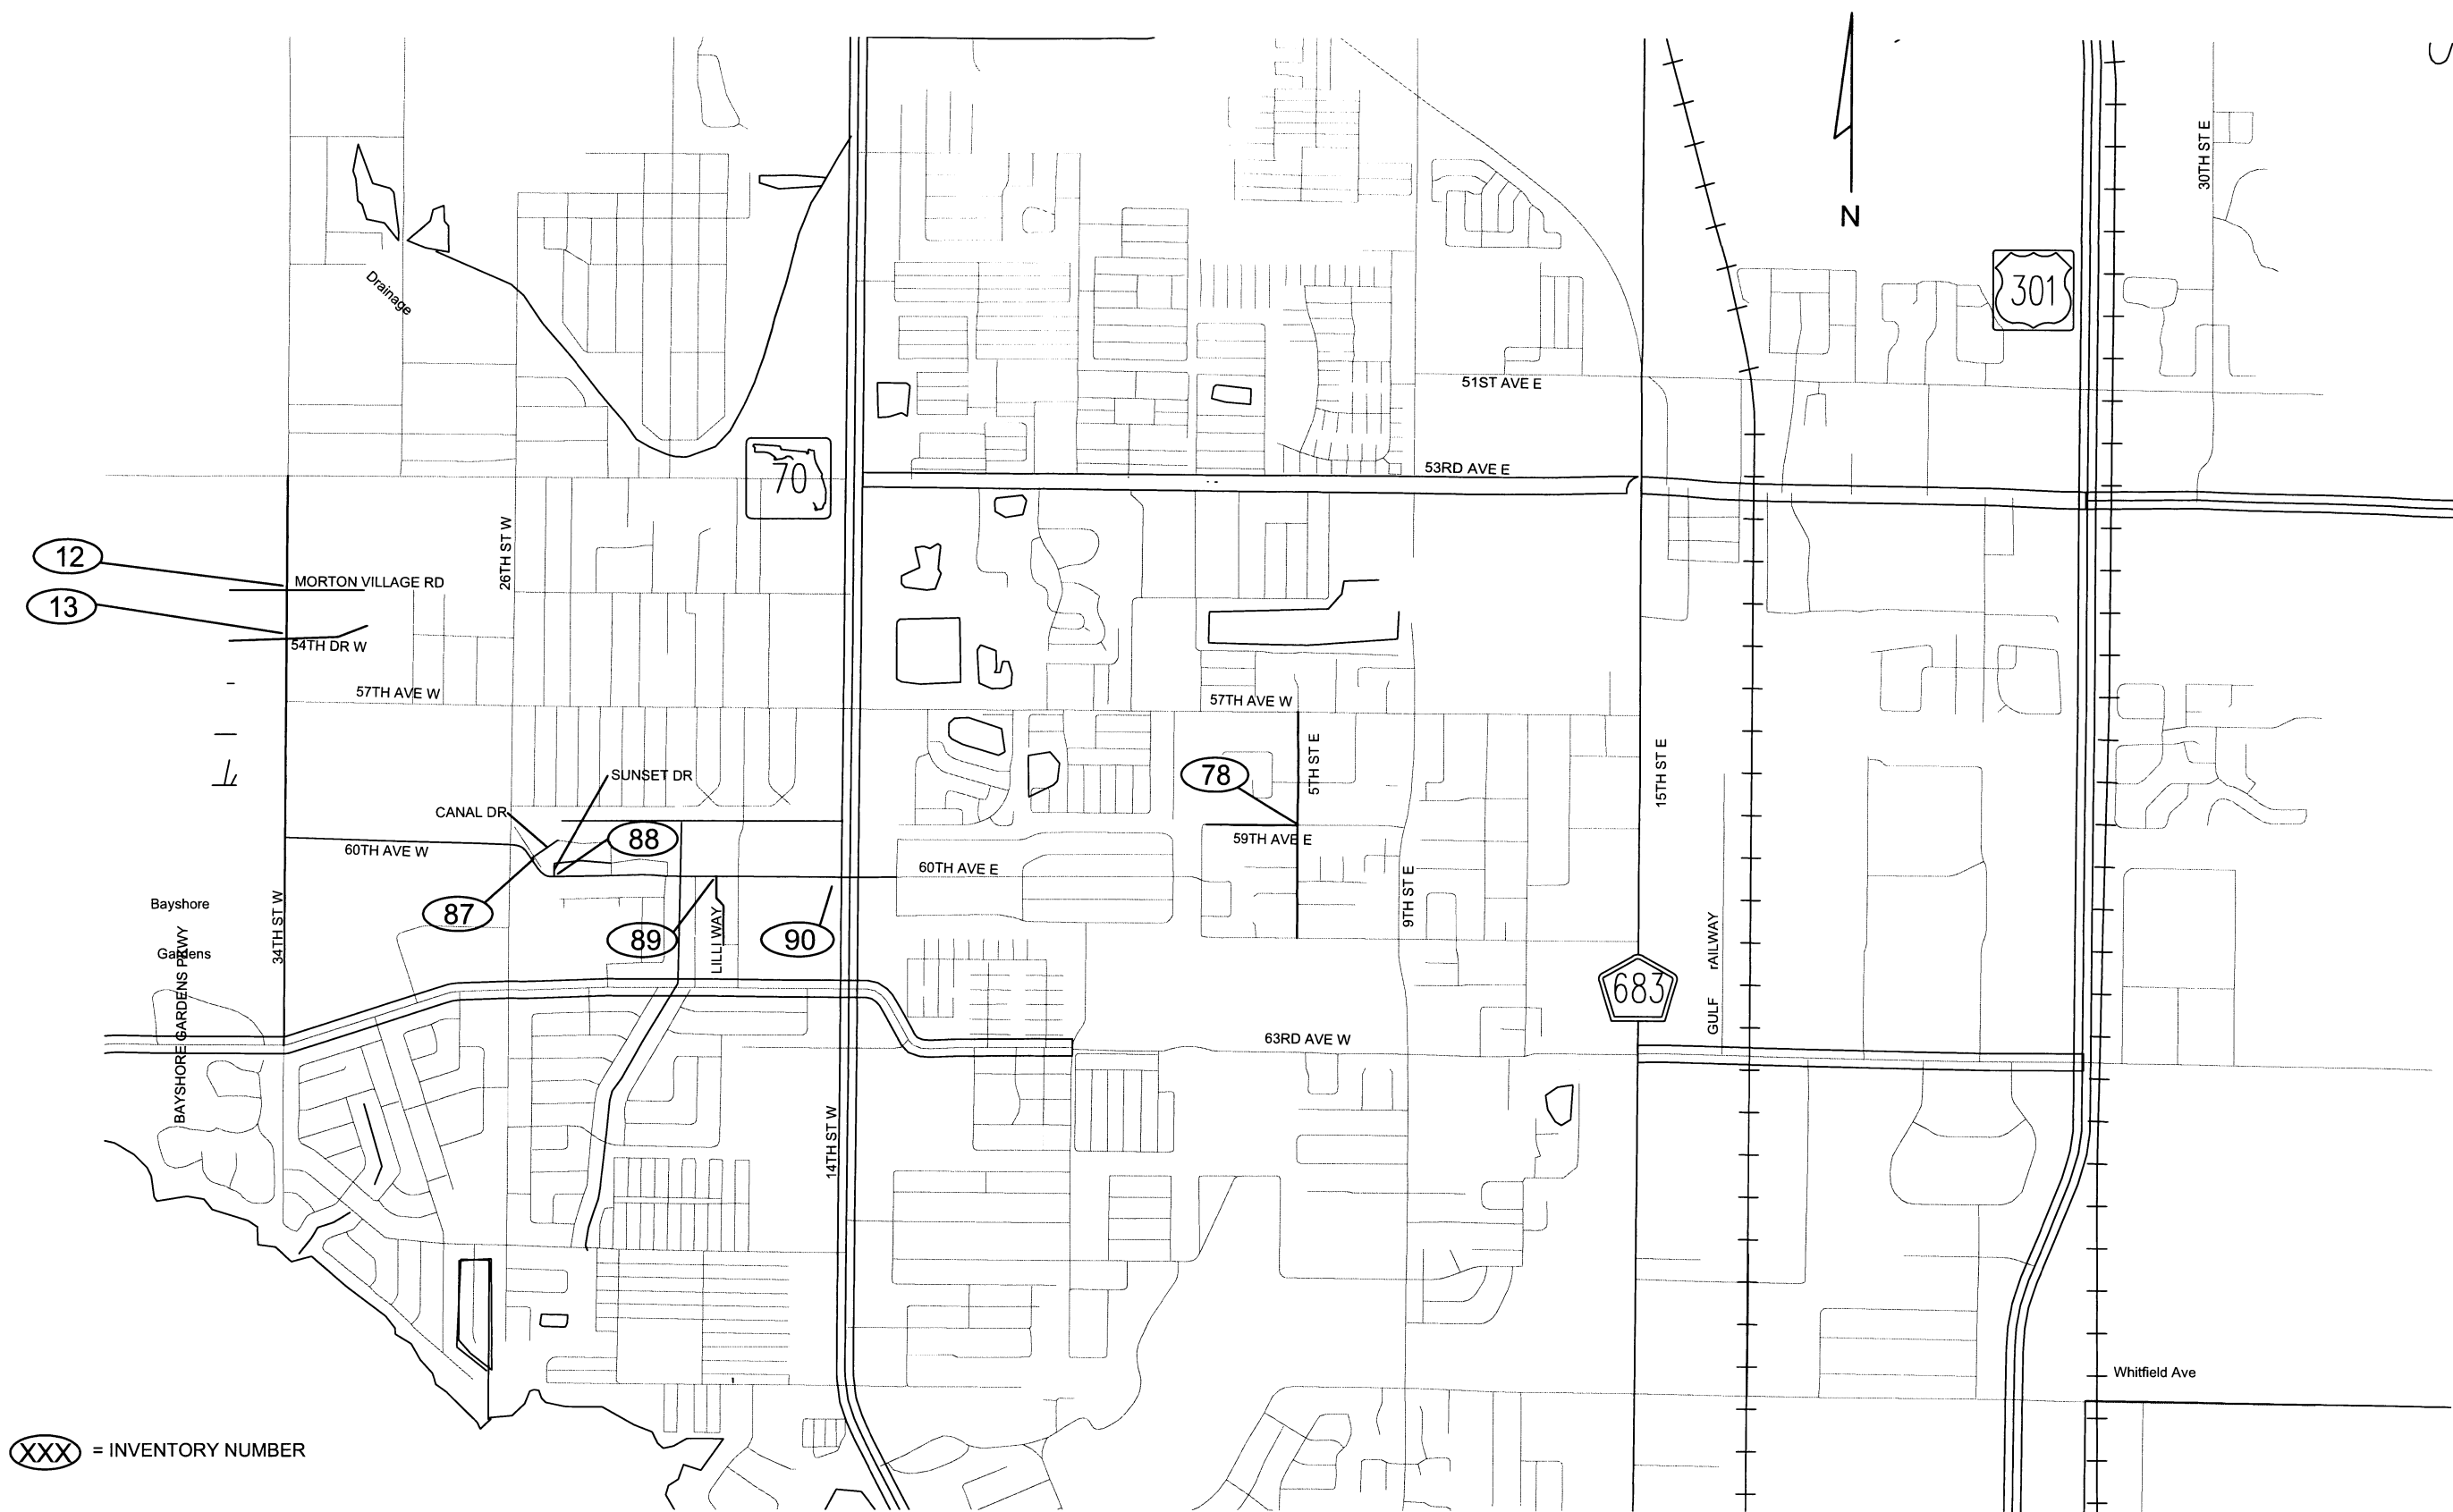 30TH ST E
N
301
Drainage
51ST AVE E
70
53RD AVE E
26TH ST W
12
MORTON VILLAGE RD
13
54TH DR W
57TH AVE W
57TH AVE W
5TH ST E
15TH ST E
78
SUNSET DR
CANAL DR
88
59TH AVE E
60TH AVE W
60TH AVE E
9TH ST E
87
89
LILLI WAY
90
34TH ST W
Bayshore
Gardens
BAYSHORE GARDENS PKWY
683
GULF rAILWAY
63RD AVE W
14TH ST W
Whitfield Ave
XXX = INVENTORY NUMBER